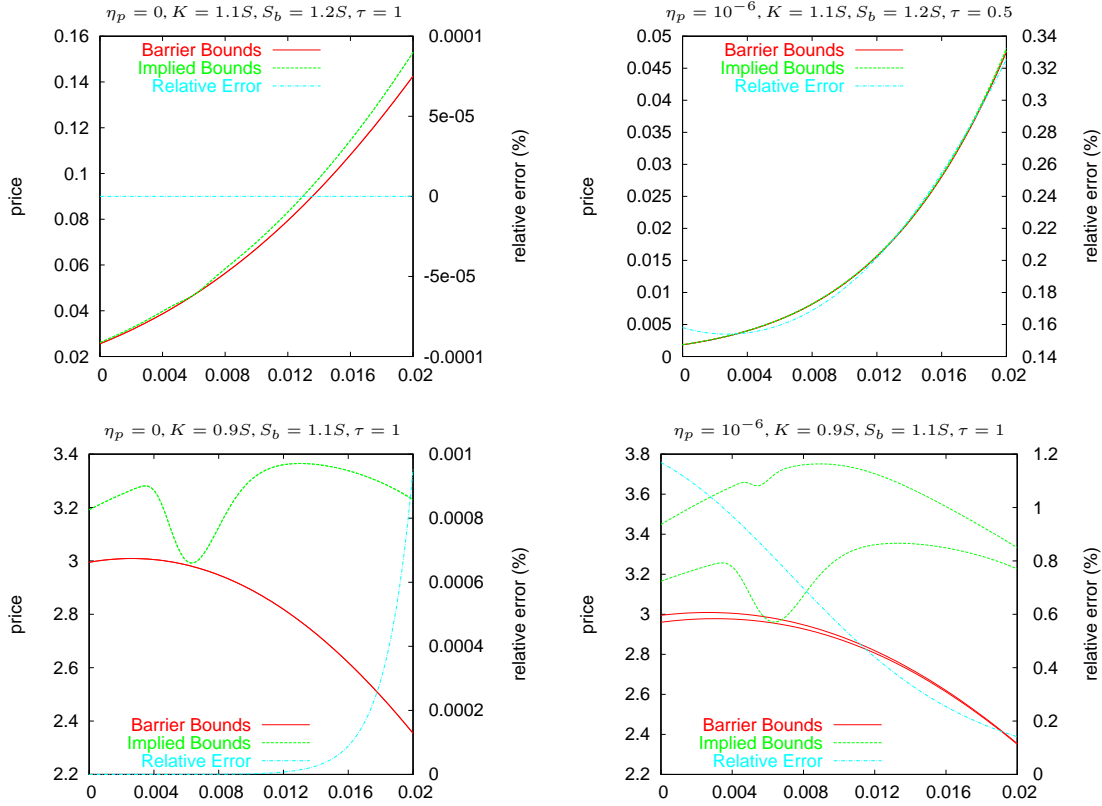 η_p = 0, K = 1.1S, S_b = 1.2S, τ = 1
0.16
0.14
0.12
0.1
0.08
0.06
0.04
0.02
price
Barrier Bounds
Implied Bounds
Relative Error
0.0001
5e-05
0
-5e-05
-0.0001
relative error (%)
0 0.004 0.008 0.012 0.016 0.02
η_p = 10^−6, K = 1.1S, S_b = 1.2S, τ = 0.5
0.05
0.045
0.04
0.035
0.03
0.025
0.02
0.015
0.01
0.005
0
price
Barrier Bounds
Implied Bounds
Relative Error
0.34
0.32
0.3
0.28
0.26
0.24
0.22
0.2
0.18
0.16
0.14
relative error (%)
0 0.004 0.008 0.012 0.016 0.02
η_p = 0, K = 0.9S, S_b = 1.1S, τ = 1
3.4
3.2
3
2.8
2.6
2.4
2.2
price
Barrier Bounds
Implied Bounds
Relative Error
0.001
0.0008
0.0006
0.0004
0.0002
0
relative error (%)
0 0.004 0.008 0.012 0.016 0.02
η_p = 10^−6, K = 0.9S, S_b = 1.1S, τ = 1
3.8
3.6
3.4
3.2
3
2.8
2.6
2.4
2.2
price
Barrier Bounds
Implied Bounds
Relative Error
1.2
1
0.8
0.6
0.4
0.2
0
relative error (%)
0 0.004 0.008 0.012 0.016 0.02